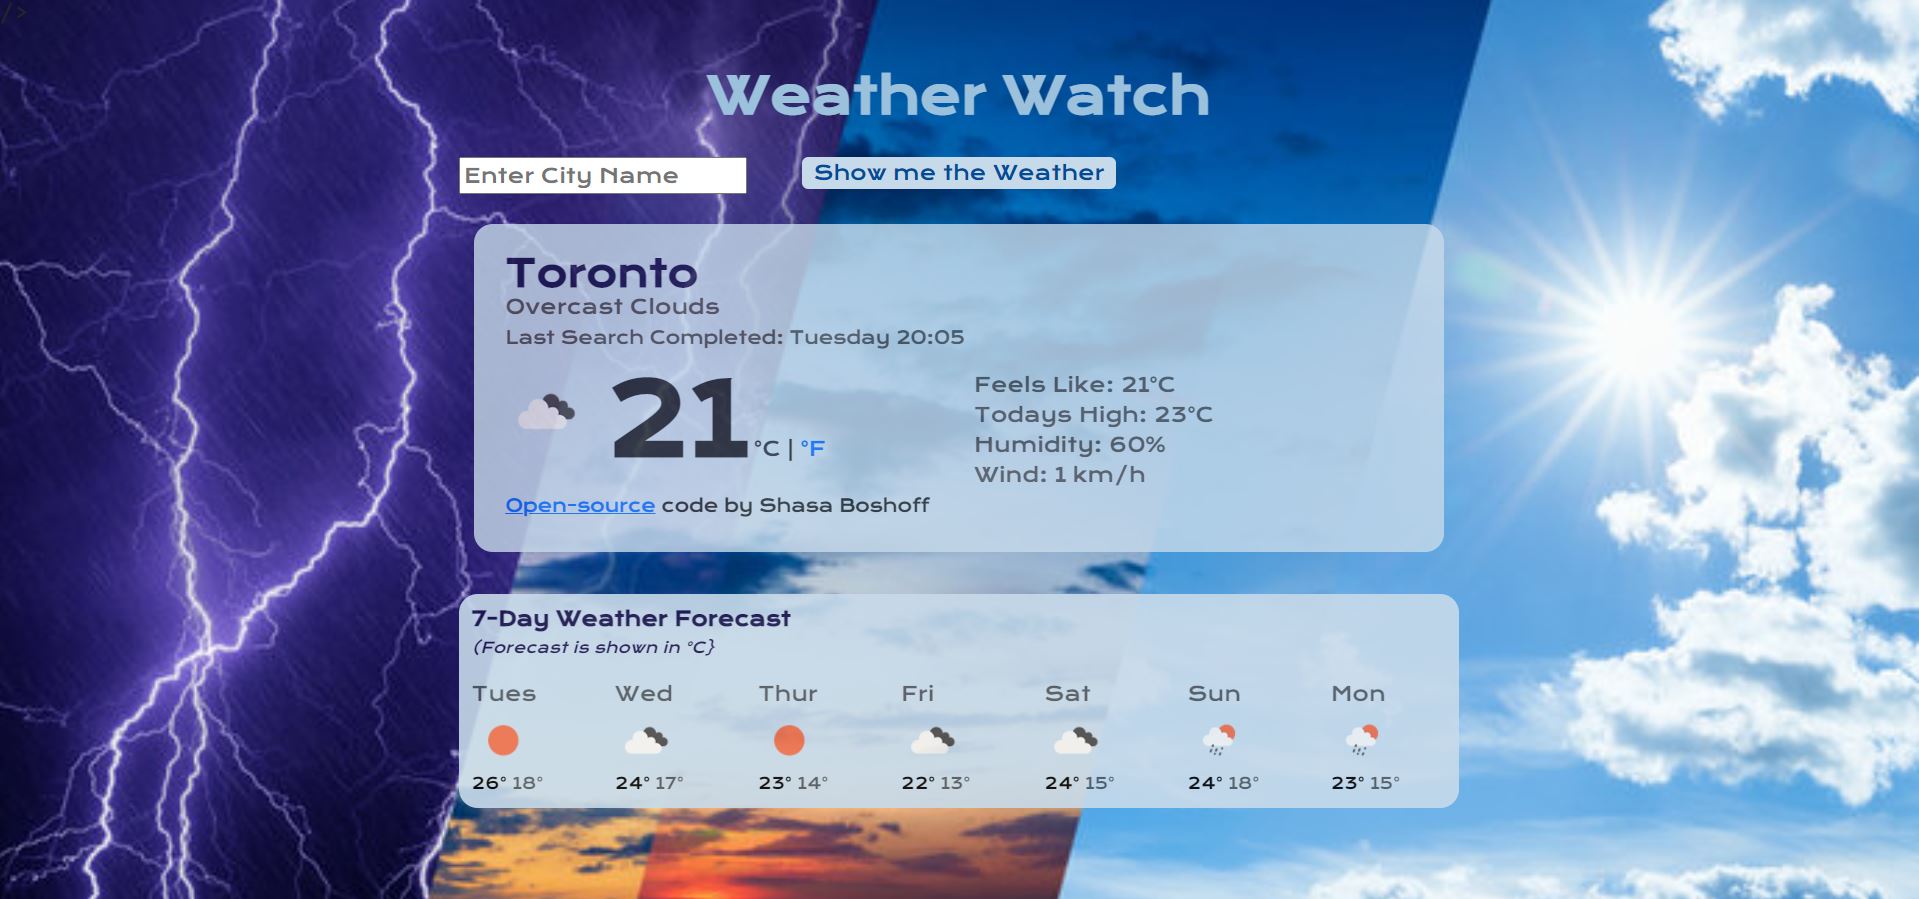 />
Weather Watch
Enter City Name
Show me the Weather
Toronto
Overcast Clouds
Last Search Completed: Tuesday 20:05
21 °C | °F
Feels Like: 21°C
Todays High: 23°C
Humidity: 60%
Wind: 1 km/h
Open-source code by Shasa Boshoff
7-Day Weather Forecast
(Forecast is shown in °C}
Tues Wed Thur Fri Sat Sun Mon
26° 18° 24° 17° 23° 14° 22° 13° 24° 15° 24° 18° 23° 15°